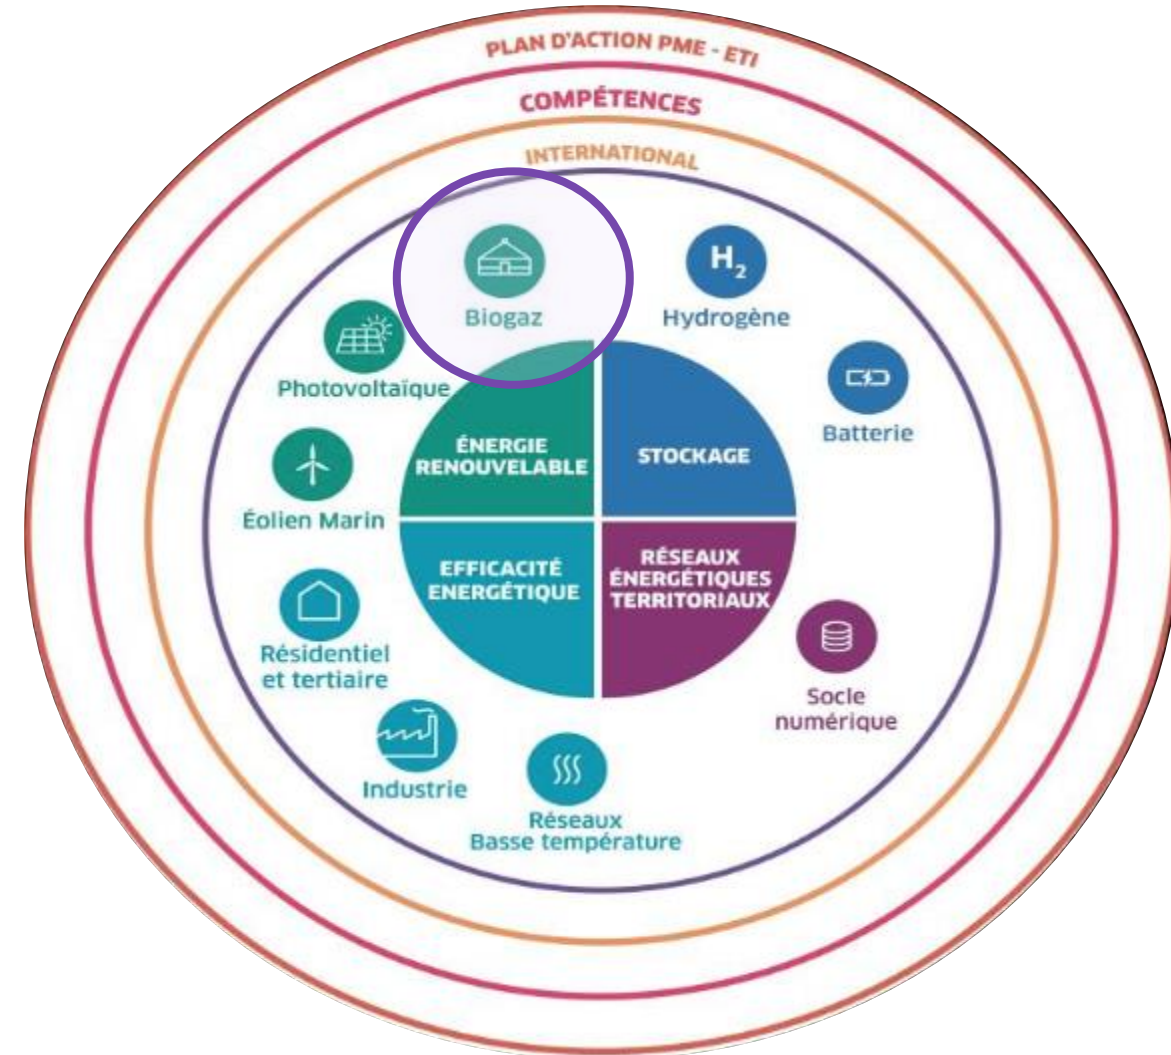 PLAN D'ACTION PME - ETI
COMPÉTENCES
INTERNATIONAL
Biogaz
H2
Hydrogène
Photovoltaïque
Batterie
ÉNERGIE
RENOUVELABLE
STOCKAGE
Éolien Marin
EFFICACITÉ
ENERGÉTIQUE
RÉSEAUX
ÉNERGÉTIQUES
TERRITORIAUX
Résidentiel
et tertiaire
Socle
numérique
Industrie
Réseaux
Basse température